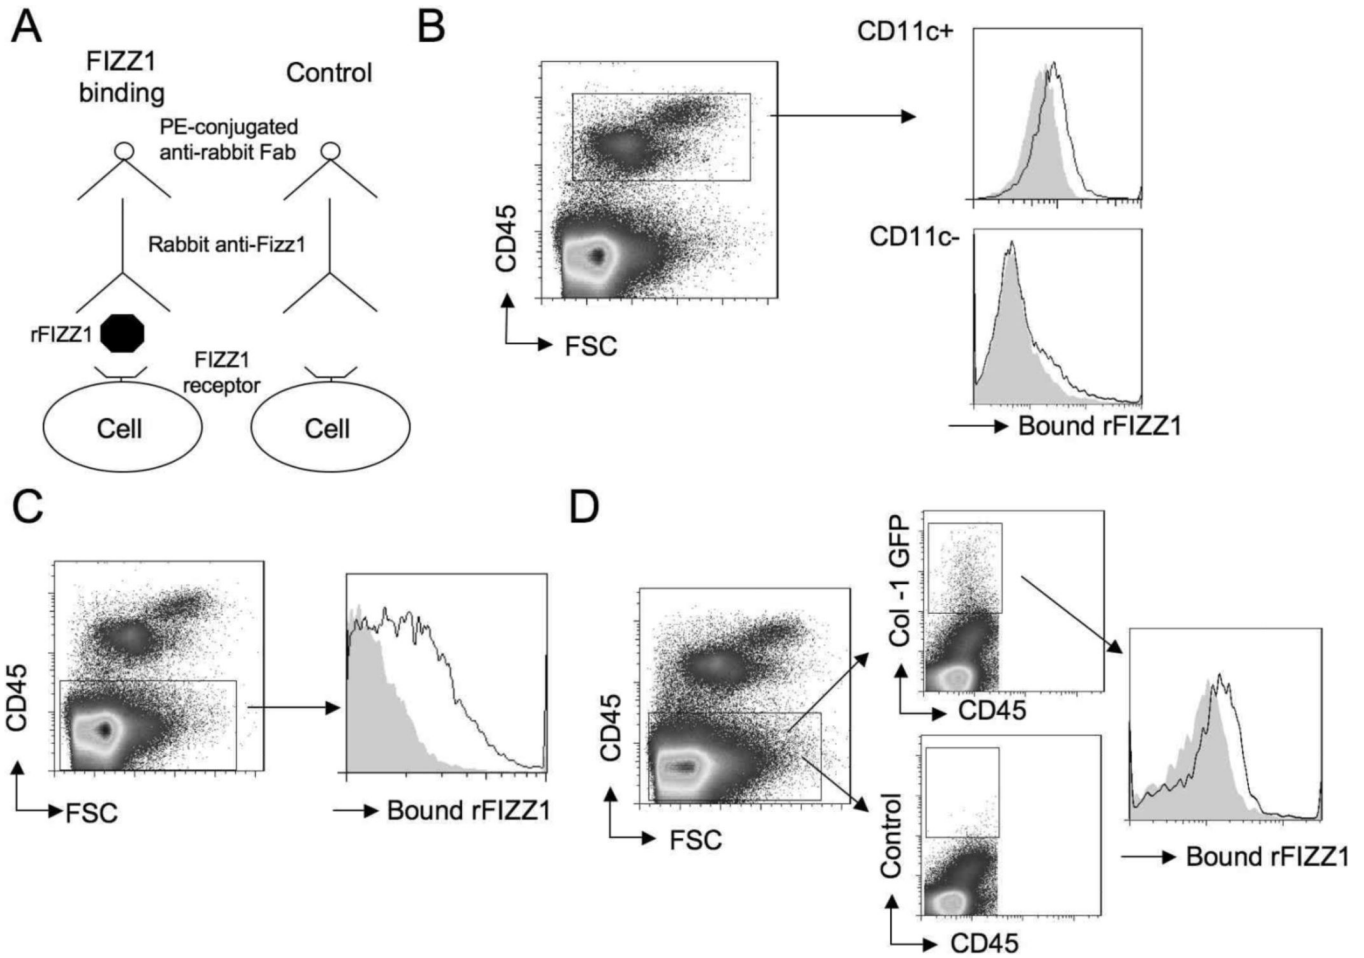 A
FIZZ1
binding
Control
PE-conjugated
anti-rabbit Fab
Rabbit anti-Fizz1
rFIZZ1
FIZZ1
receptor
Cell
Cell
B
CD45
FSC
CD11c+
CD11c-
Bound rFIZZ1
C
CD45
FSC
Bound rFIZZ1
D
CD45
FSC
Col -1 GFP
CD45
Control
CD45
Bound rFIZZ1